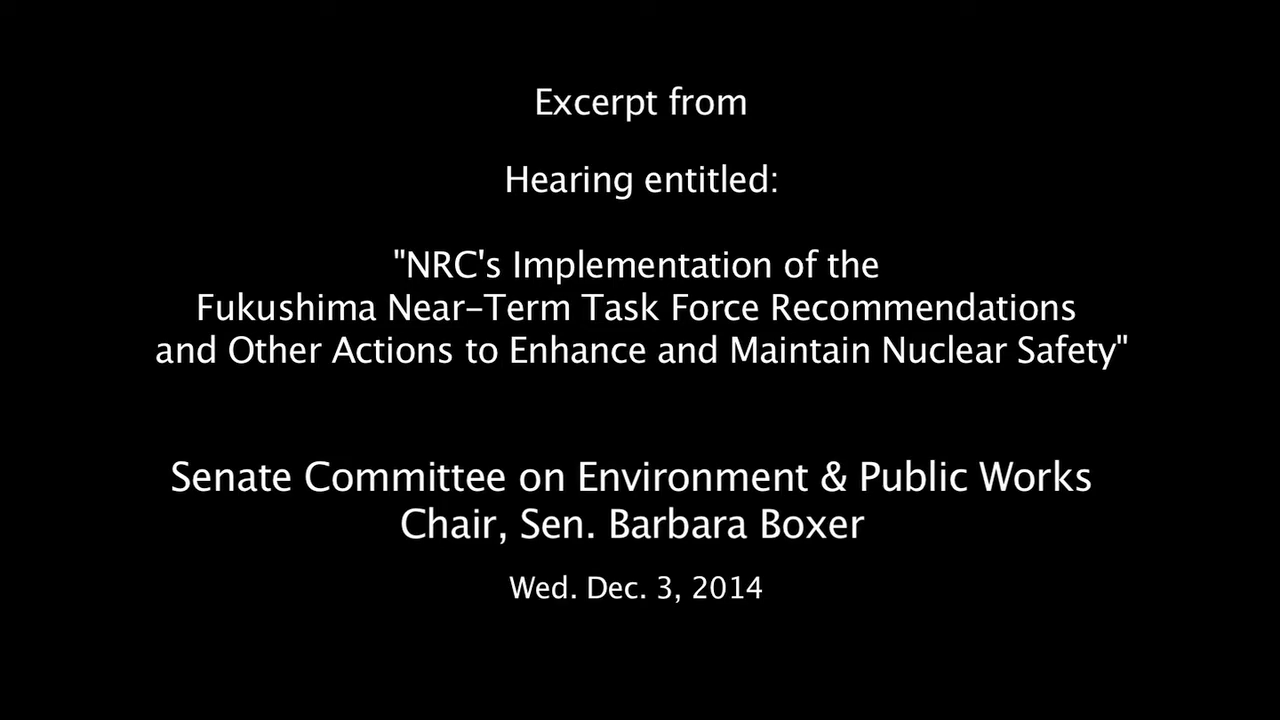 Excerpt from
Hearing entitled:
"NRC's Implementation of the
Fukushima Near-Term Task Force Recommendations
and Other Actions to Enhance and Maintain Nuclear Safety"
Senate Committee on Environment & Public Works
Chair, Sen. Barbara Boxer
Wed. Dec. 3, 2014